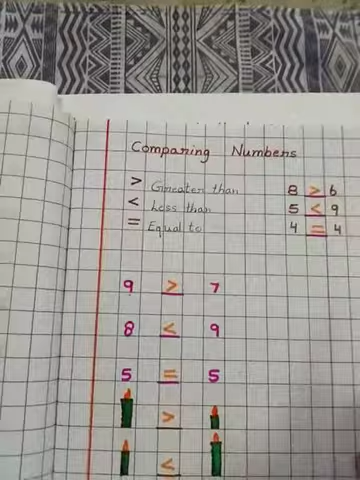 Comparing Numbers
> Greater than 8 > 6
< Less than 5 < 9
= Equal to 4 = 4
9 > 7
8 < 9
5 = 5
>
<